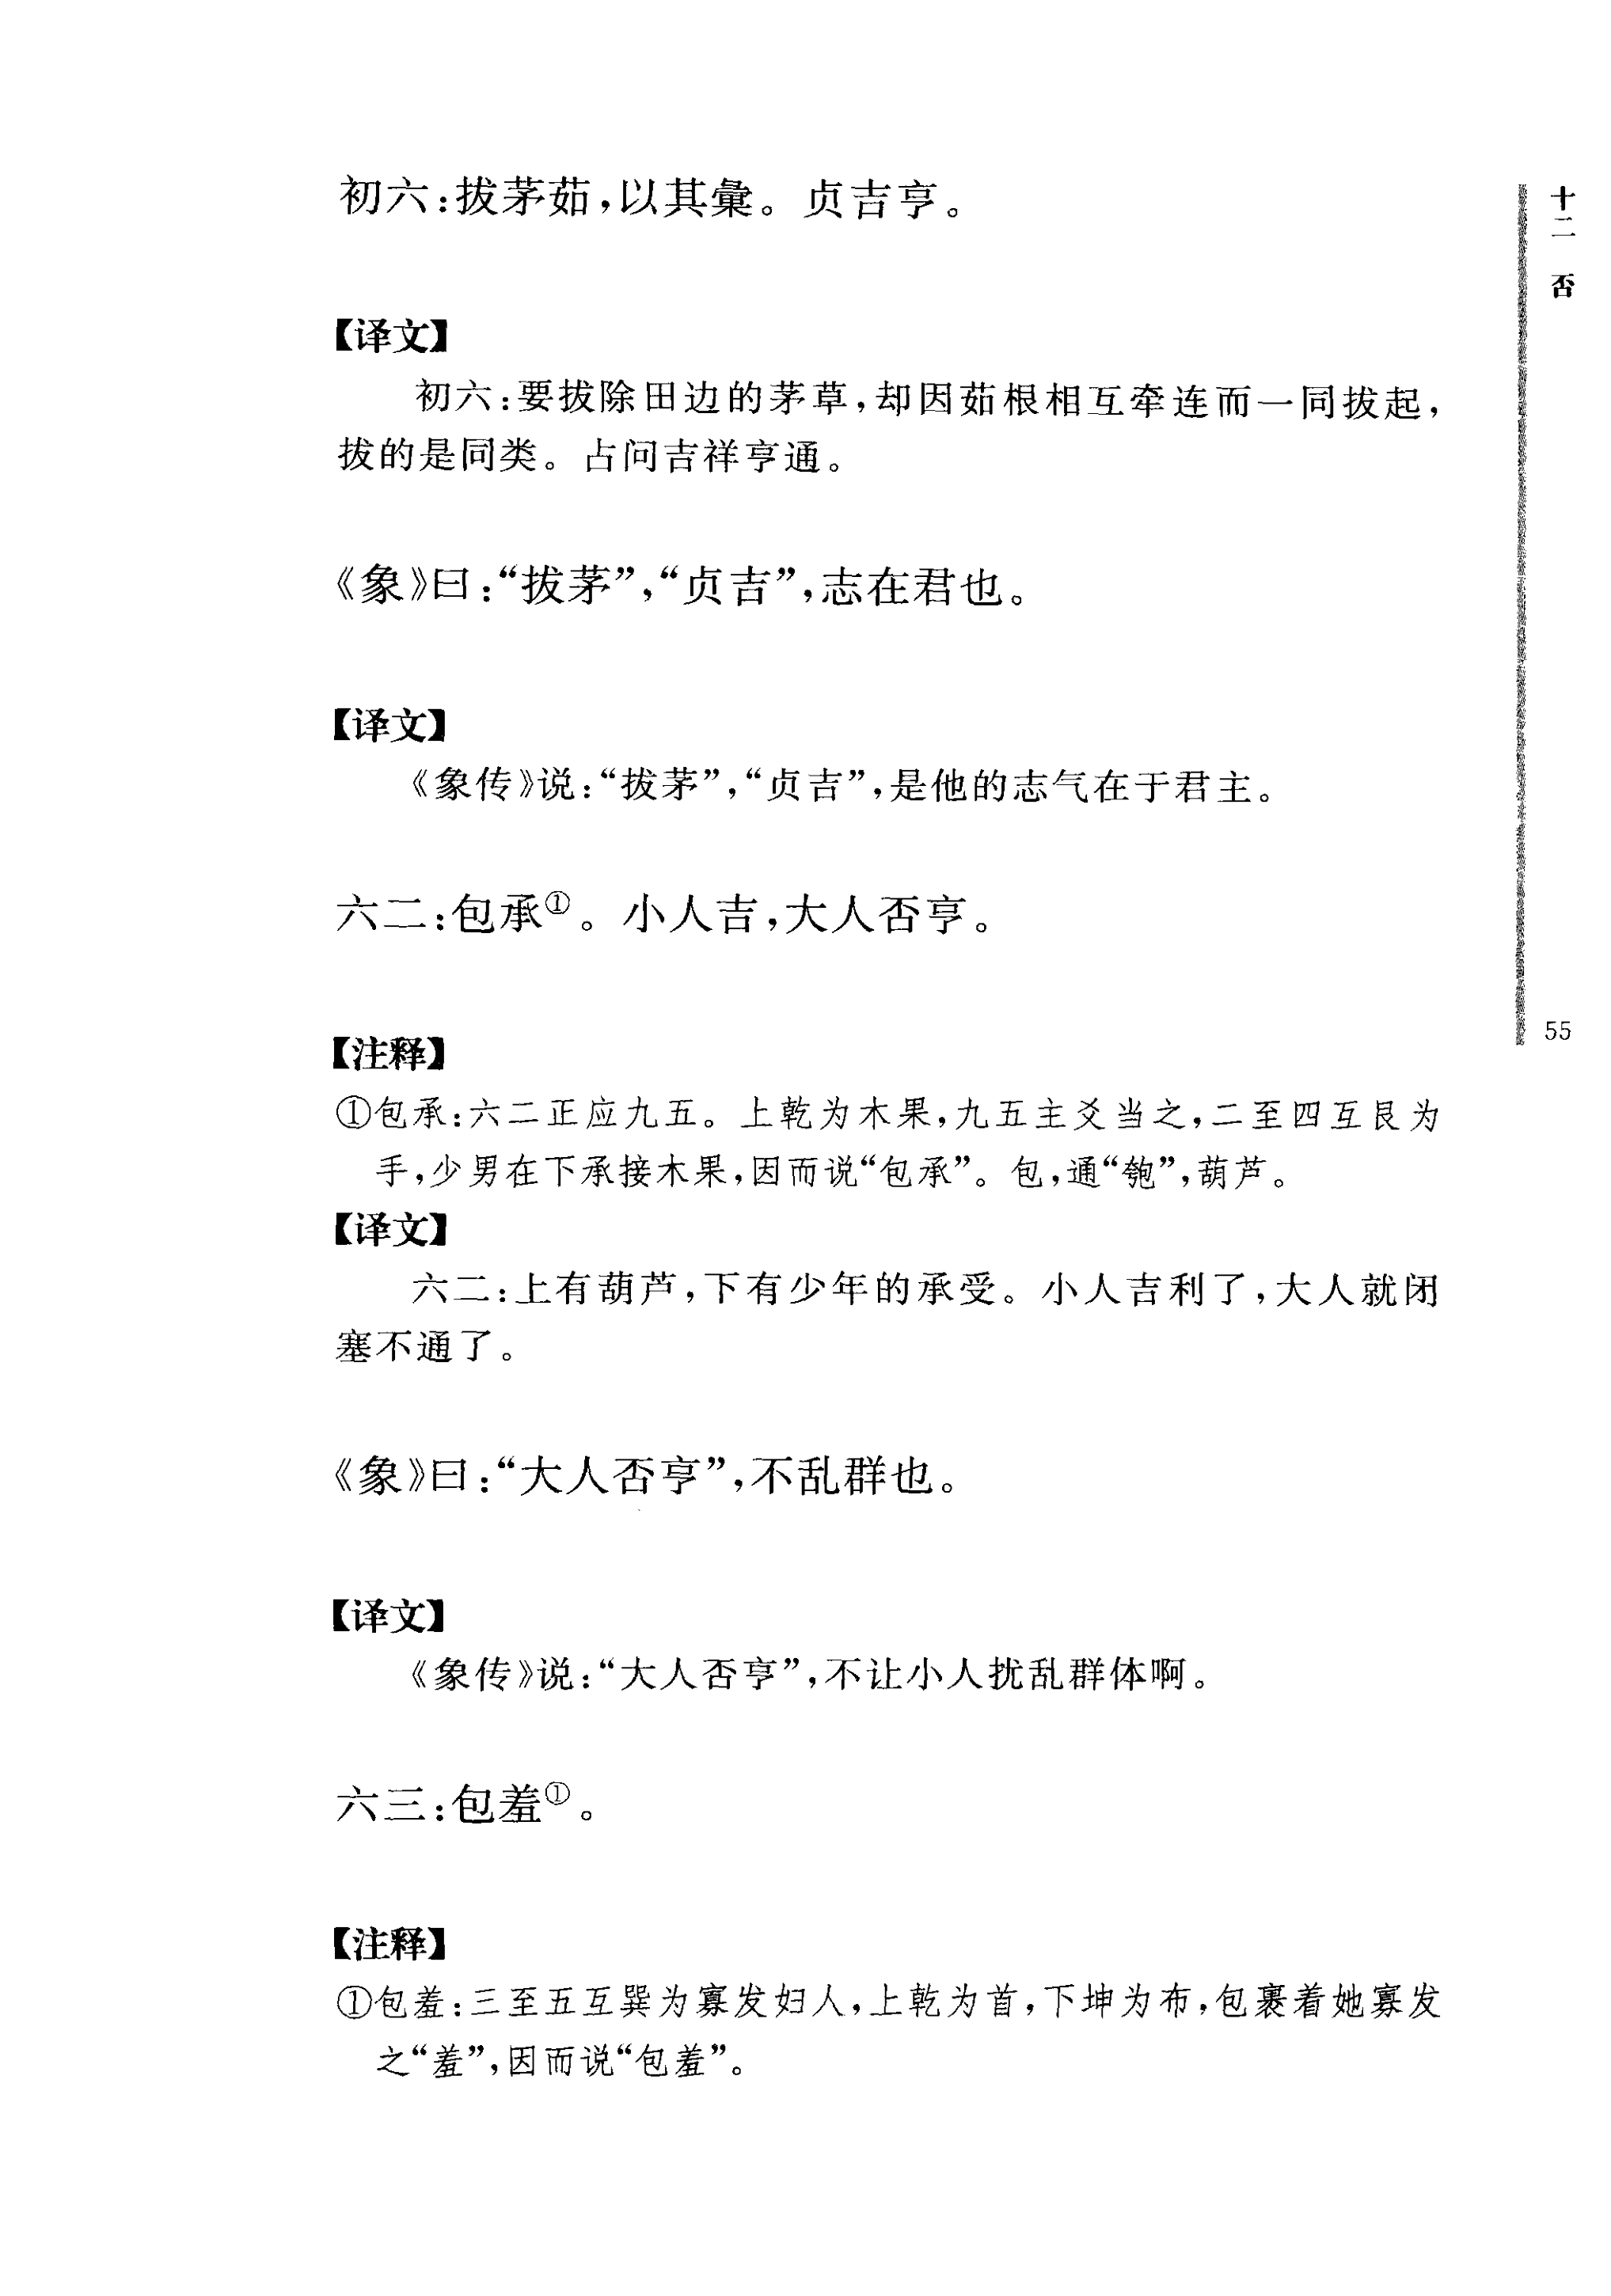 初六：拔茅茹，以其彙。贞吉亨。
【译文】
初六：要拔除田边的茅草，却因茹根相互牵连而一同拔起，
拔的是同类。占问吉祥亨通。
《象》曰：“拔茅”，“贞吉”，志在君也。
【译文】
《象传》说：“拔茅”，“贞吉”，是他的志气在于君主。
六二：包承①。小人吉，大人否亨。
【注释】
①包承：六二正应九五。上乾为木果，九五主爻当之，二至四互艮为
手，少男在下承接木果，因而说“包承”。包，通“匏”，葫芦。
【译文】
六二：上有葫芦，下有少年的承受。小人吉利了，大人就闭
塞不通了。
《象》曰：“大人否亨”，不乱群也。
【译文】
《象传》说：“大人否亨”，不让小人扰乱群体啊。
六三：包羞①。
【注释】
①包羞：三至五互巽为寡发妇人，上乾为首，下坤为布，包裹着她寡发
之“羞”，因而说“包羞”。
十二 否
55